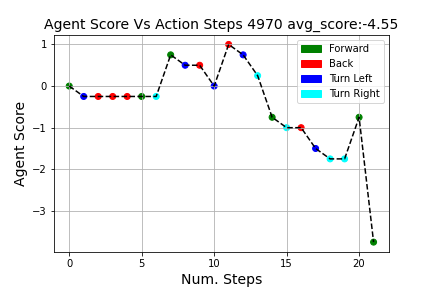 Agent Score Vs Action Steps 4970 avg_score:-4.55
Forward
Back
Turn Left
Turn Right
Agent Score
1
0
−1
−2
−3
0
5
10
15
20
Num. Steps